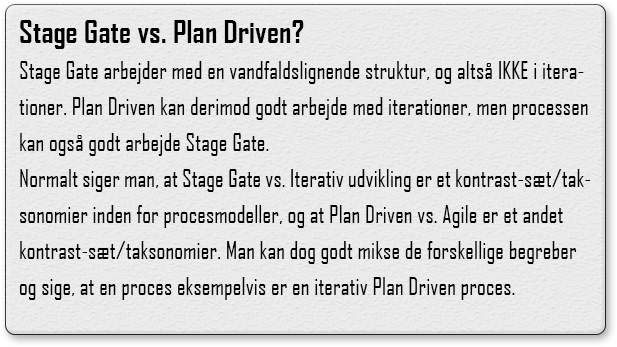 Stage Gate vs. Plan Driven?
Stage Gate arbejder med en vandfaldslignende struktur, og altså IKKE i itera-
tioner. Plan Driven kan derimod godt arbejde med iterationer, men processen
kan også godt arbejde Stage Gate.
Normalt siger man, at Stage Gate vs. Iterativ udvikling er et kontrast-sæt/tak-
sonomier inden for procesmodeller, og at Plan Driven vs. Agile er et andet
kontrast-sæt/taksonomier. Man kan dog godt mikse de forskellige begreber
og sige, at en proces eksempelvis er en iterativ Plan Driven proces.